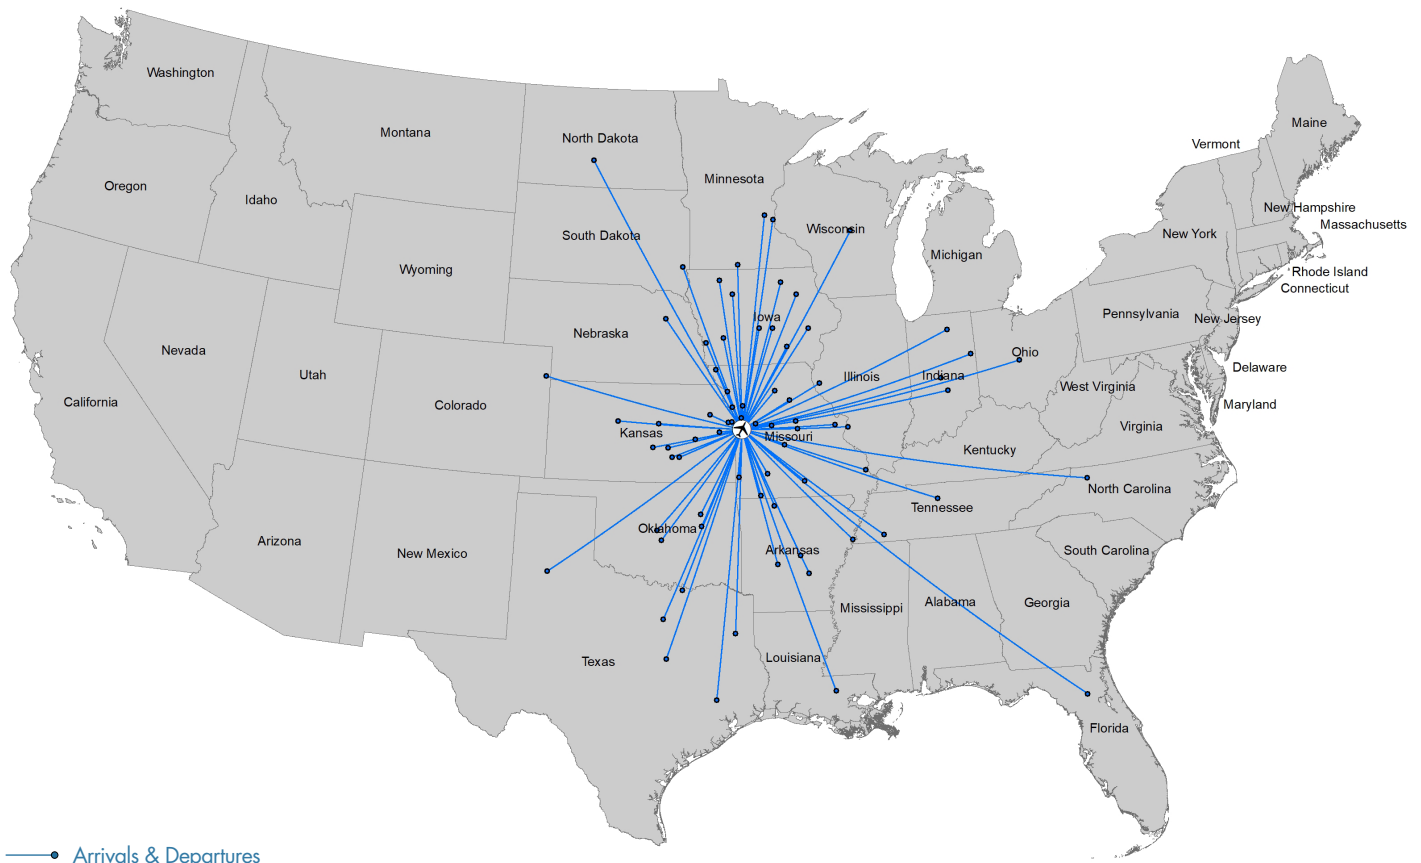 Washington
Montana
North Dakota
Minnesota
Maine
Vermont
Oregon
Idaho
New Hampshire
Massachusetts
New York
South Dakota
Wisconsin
Michigan
Wyoming
Rhode Island
Connecticut
Pennsylvania
New Jersey
Nebraska
Iowa
Nevada
Ohio
Delaware
Utah
Illinois
Indiana
West Virginia
California
Colorado
Maryland
Virginia
Kansas
Missouri
Kentucky
North Carolina
Tennessee
Oklahoma
Arizona
New Mexico
Arkansas
South Carolina
Mississippi
Alabama
Georgia
Texas
Louisiana
Florida
Arrivals & Departures